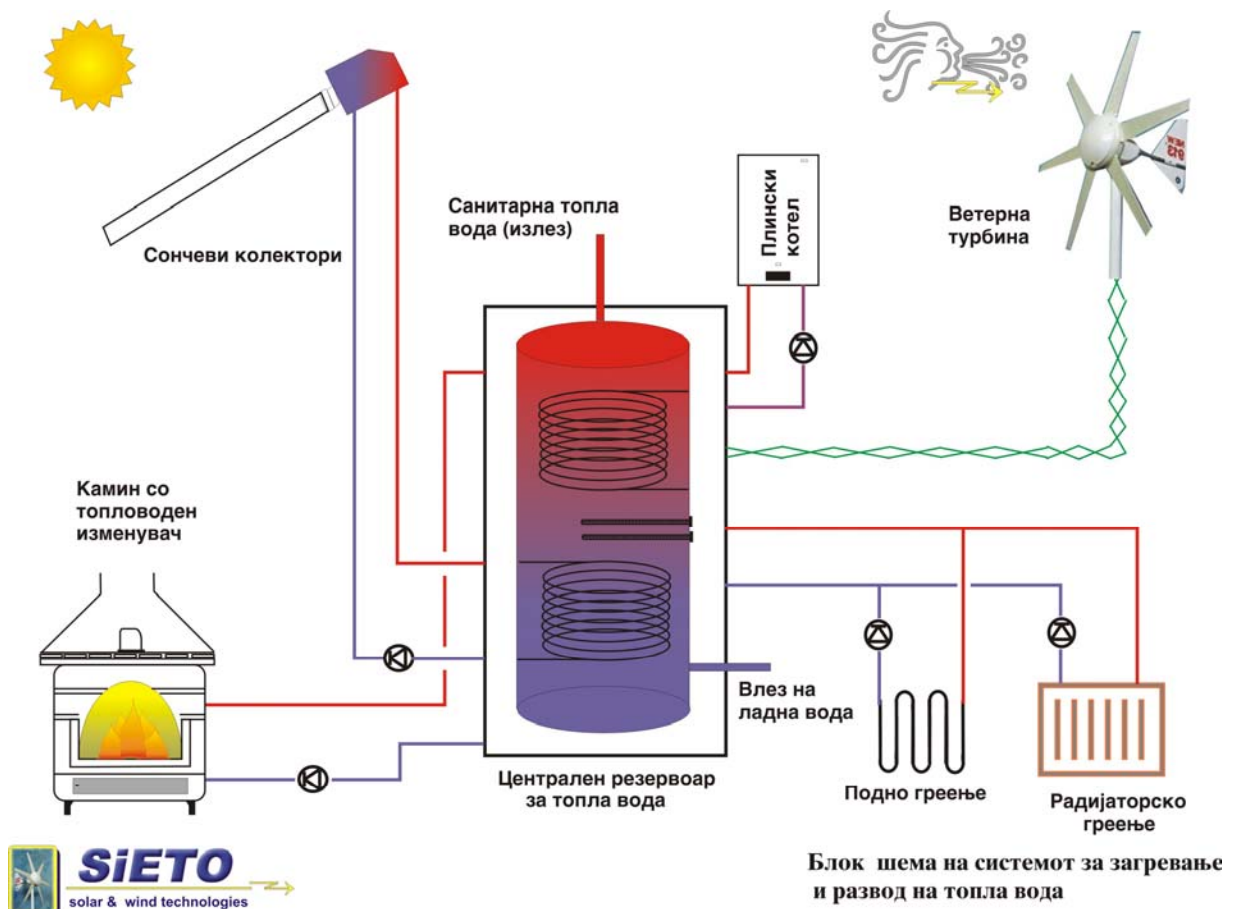 Санитарна топла
вода (излез)
Плински
котел
Ветерна
турбина
Сончеви колектори
Камин со
топловоден
изменувач
Влез на
ладна вода
Централен резервоар
за топла вода
Подно греење
Радијаторско
греење
SiETO
solar & wind technologies
Блок шема на системот за загревање
и развод на топла вода